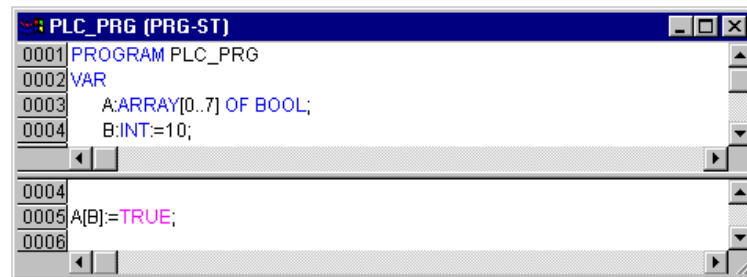 PLC_PRG (PRG-ST)
0001 PROGRAM PLC_PRG
0002 VAR
0003 A:ARRAY[0..7] OF BOOL;
0004 B:INT:=10;
0004
0005 A[B]:=TRUE;
0006